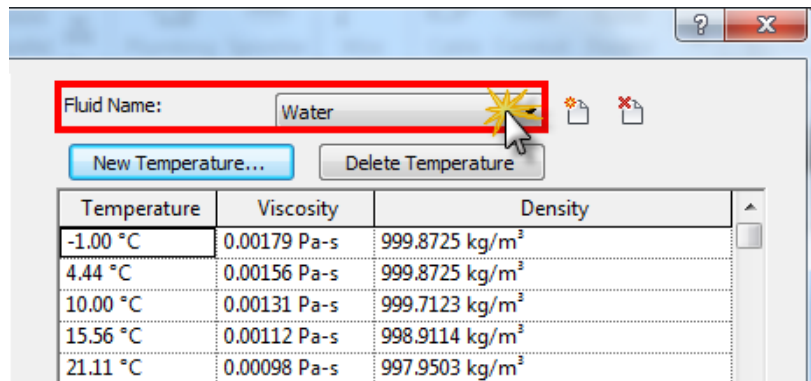 ?
Fluid Name: Water
New Temperature... Delete Temperature
Temperature Viscosity Density
-1.00 °C 0.00179 Pa-s 999.8725 kg/m³
4.44 °C 0.00156 Pa-s 999.8725 kg/m³
10.00 °C 0.00131 Pa-s 999.7123 kg/m³
15.56 °C 0.00112 Pa-s 998.9114 kg/m³
21.11 °C 0.00098 Pa-s 997.9503 kg/m³